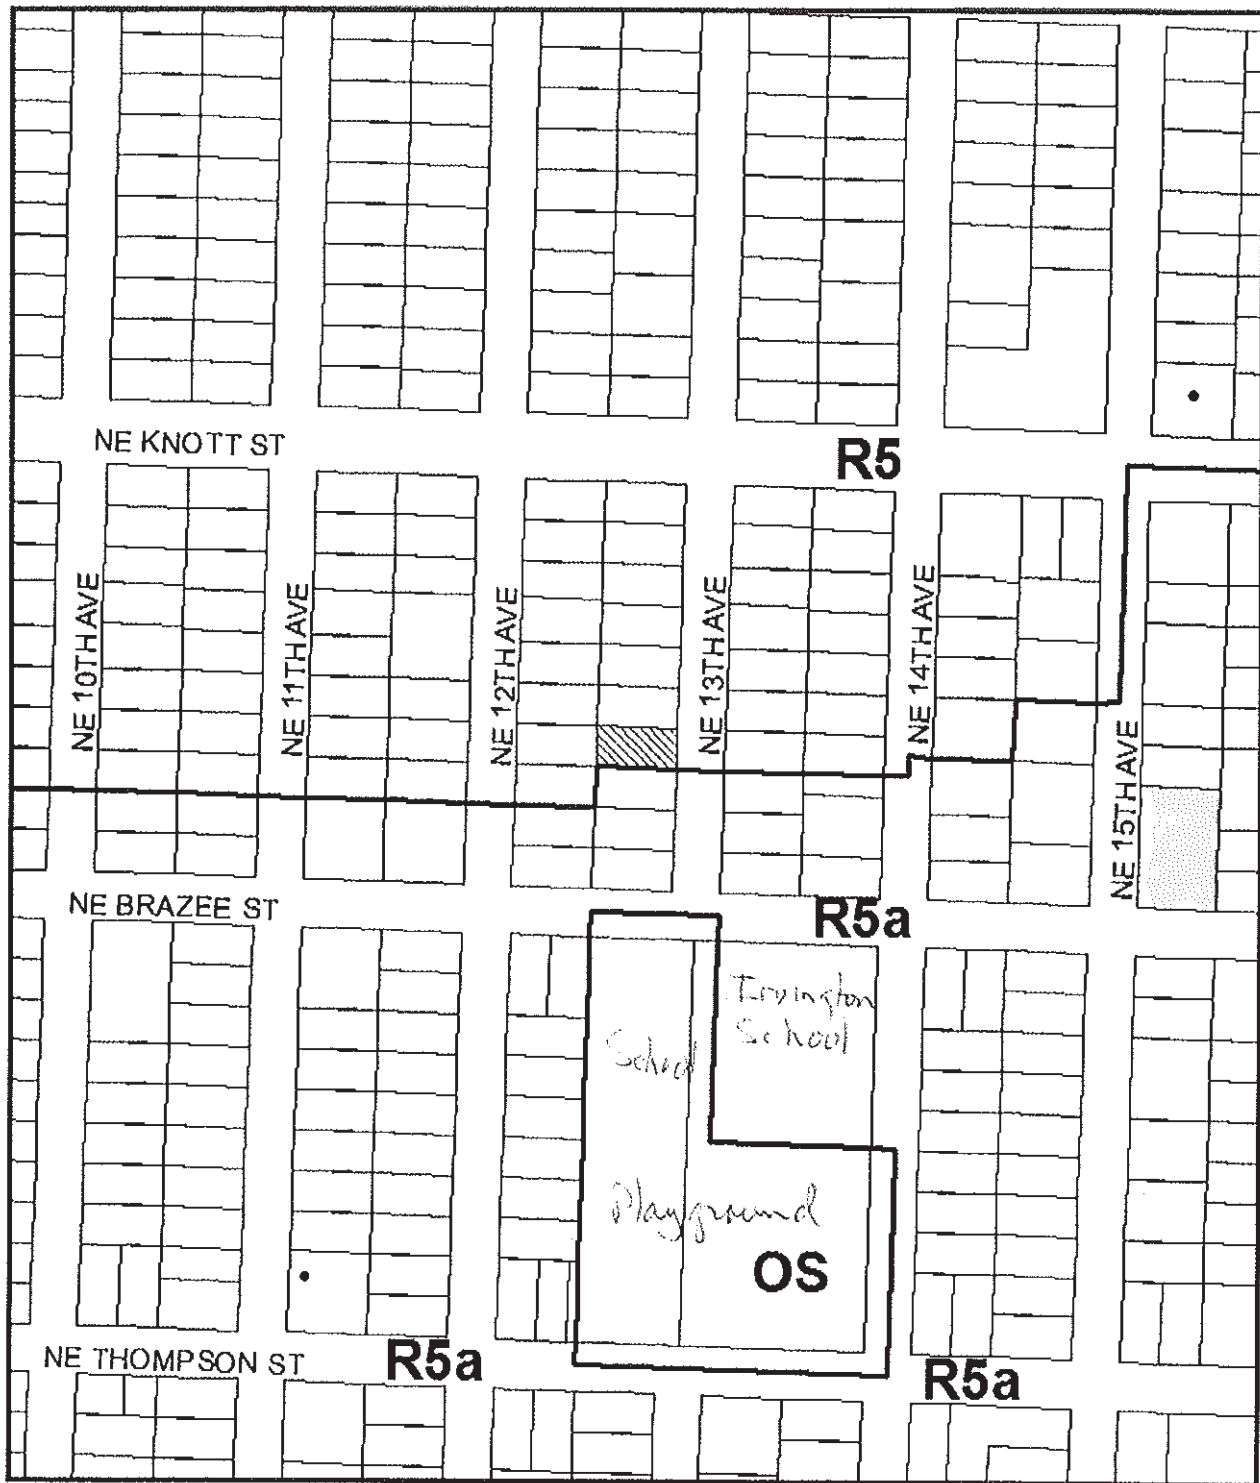 NE KNOTT ST
R5
NE 10TH AVE
NE 11TH AVE
NE 12TH AVE
NE 13TH AVE
NE 14TH AVE
NE 15TH AVE
NE BRAZEE ST
R5a
Irvington
School
School
Playground
OS
NE THOMPSON ST
R5a
R5a